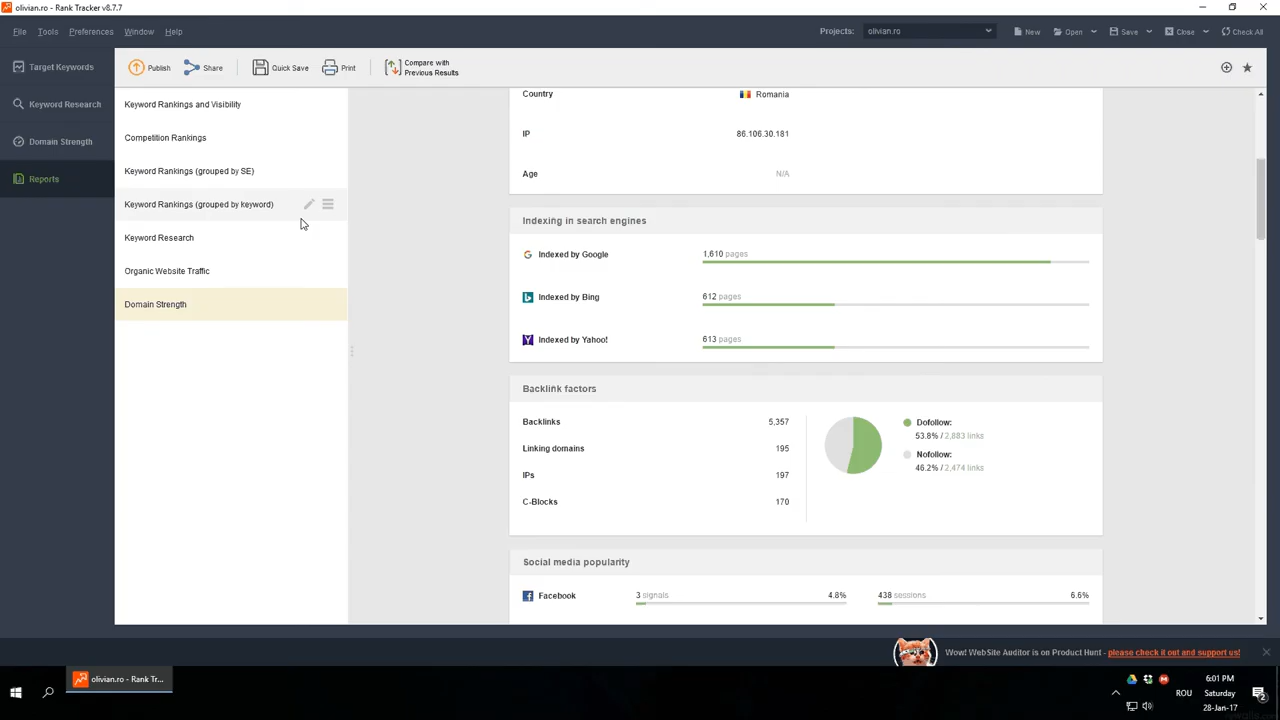 olivian.ro - Rank Tracker v8.7.7
File Tools Preferences Window Help
Projects: olivian.ro New Open Save Close Check All
Target Keywords
Keyword Research
Domain Strength
Reports
Publish Share Quick Save Print Compare with Previous Results
Keyword Rankings and Visibility
Competition Rankings
Keyword Rankings (grouped by SE)
Keyword Rankings (grouped by keyword)
Keyword Research
Organic Website Traffic
Domain Strength
Country Romania
IP 86.106.30.181
Age N/A
Indexing in search engines
Indexed by Google 1,610 pages
Indexed by Bing 612 pages
Indexed by Yahoo! 613 pages
Backlink factors
Backlinks 5,357
Linking domains 195
IPs 197
C-Blocks 170
Dofollow:
53.8% / 2,883 links
Nofollow:
46.2% / 2,474 links
Social media popularity
Facebook 3 signals 4.8% 438 sessions 6.6%
Wow! WebSite Auditor is on Product Hunt - please check it out and support us!
olivian.ro - Rank Tr...
6:01 PM
ROU Saturday
28-Jan-17
2